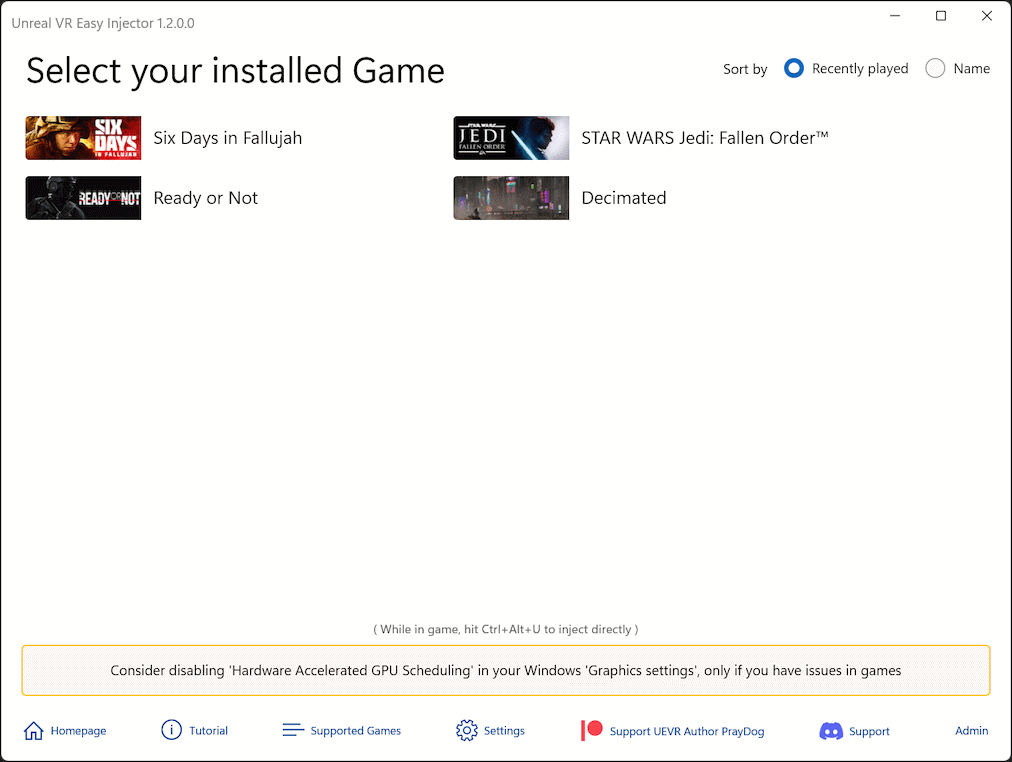 Unreal VR Easy Injector 1.2.0.0
Select your installed Game
Sort by Recently played Name
SIX DAYS IN FALLUJAH
Six Days in Fallujah
STAR WARS JEDI FALLEN ORDER
STAR WARS Jedi: Fallen Order™
READY OR NOT
Ready or Not
Decimated
( While in game, hit Ctrl+Alt+U to inject directly )
Consider disabling 'Hardware Accelerated GPU Scheduling' in your Windows 'Graphics settings', only if you have issues in games
Homepage Tutorial Supported Games Settings Support UEVR Author PrayDog Support Admin